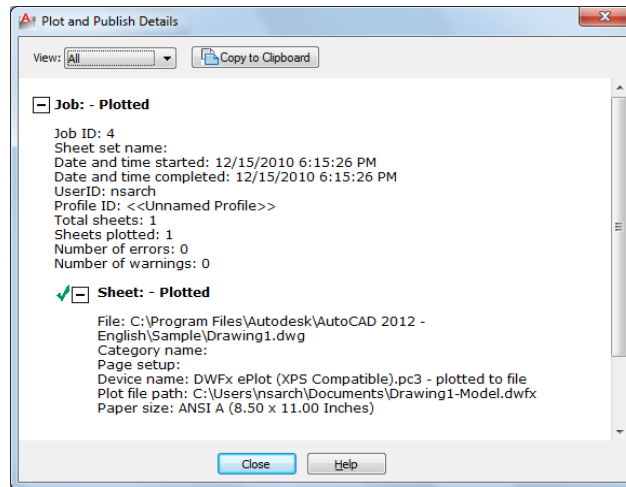 Plot and Publish Details
View: All Copy to Clipboard
Job: - Plotted
Job ID: 4
Sheet set name:
Date and time started: 12/15/2010 6:15:26 PM
Date and time completed: 12/15/2010 6:15:26 PM
UserID: nsarch
Profile ID: <<Unnamed Profile>>
Total sheets: 1
Sheets plotted: 1
Number of errors: 0
Number of warnings: 0
Sheet: - Plotted
File: C:\Program Files\Autodesk\AutoCAD 2012 -
English\Sample\Drawing1.dwg
Category name:
Page setup:
Device name: DWFx ePlot (XPS Compatible).pc3 - plotted to file
Plot file path: C:\Users\nsarch\Documents\Drawing1-Model.dwfx
Paper size: ANSI A (8.50 x 11.00 Inches)
Close Help